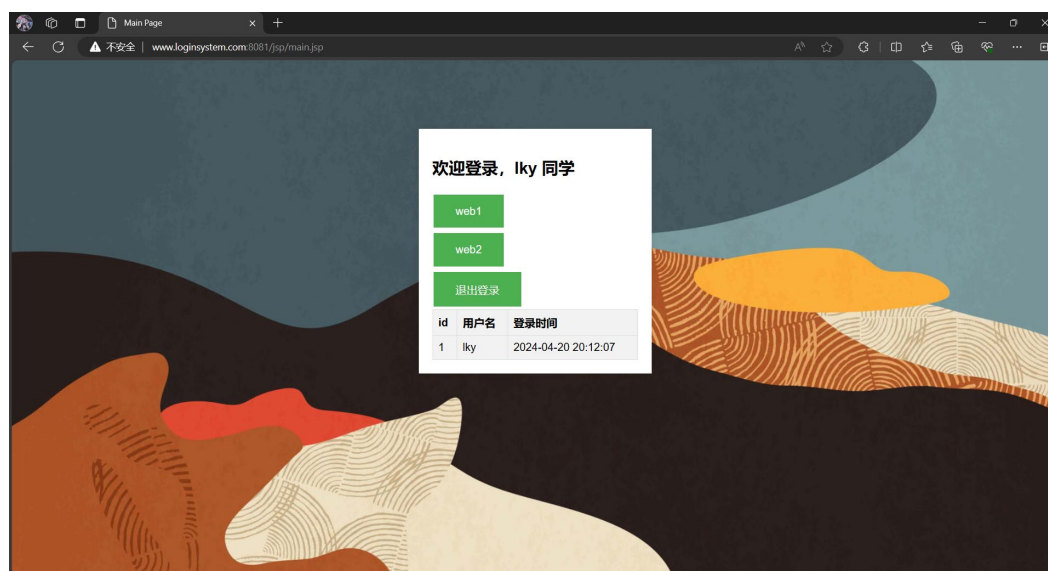 Main Page
不安全 | www.loginsystem.com:8081/jsp/main.jsp
欢迎登录，lky 同学
web1
web2
退出登录
id 用户名 登录时间
1 lky 2024-04-20 20:12:07